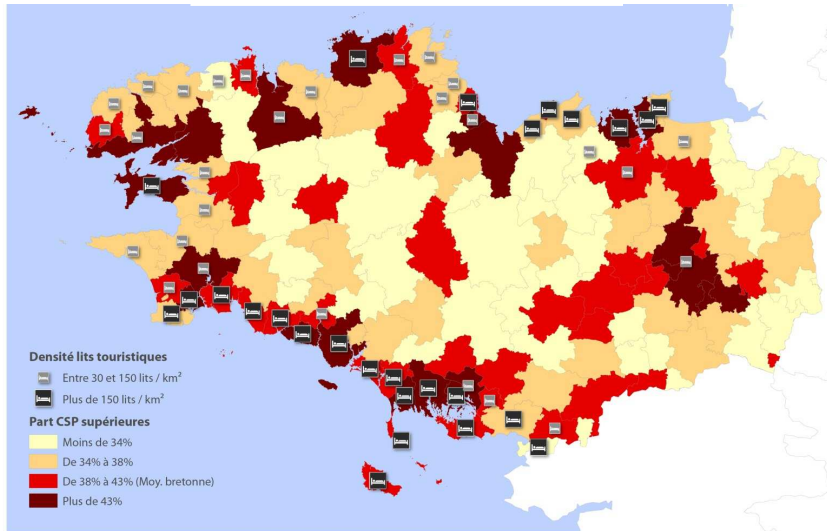 Densité lits touristiques
Entre 30 et 150 lits / km²
Plus de 150 lits / km²
Part CSP supérieures
Moins de 34%
De 34% à 38%
De 38% à 43% (Moy. bretonne)
Plus de 43%